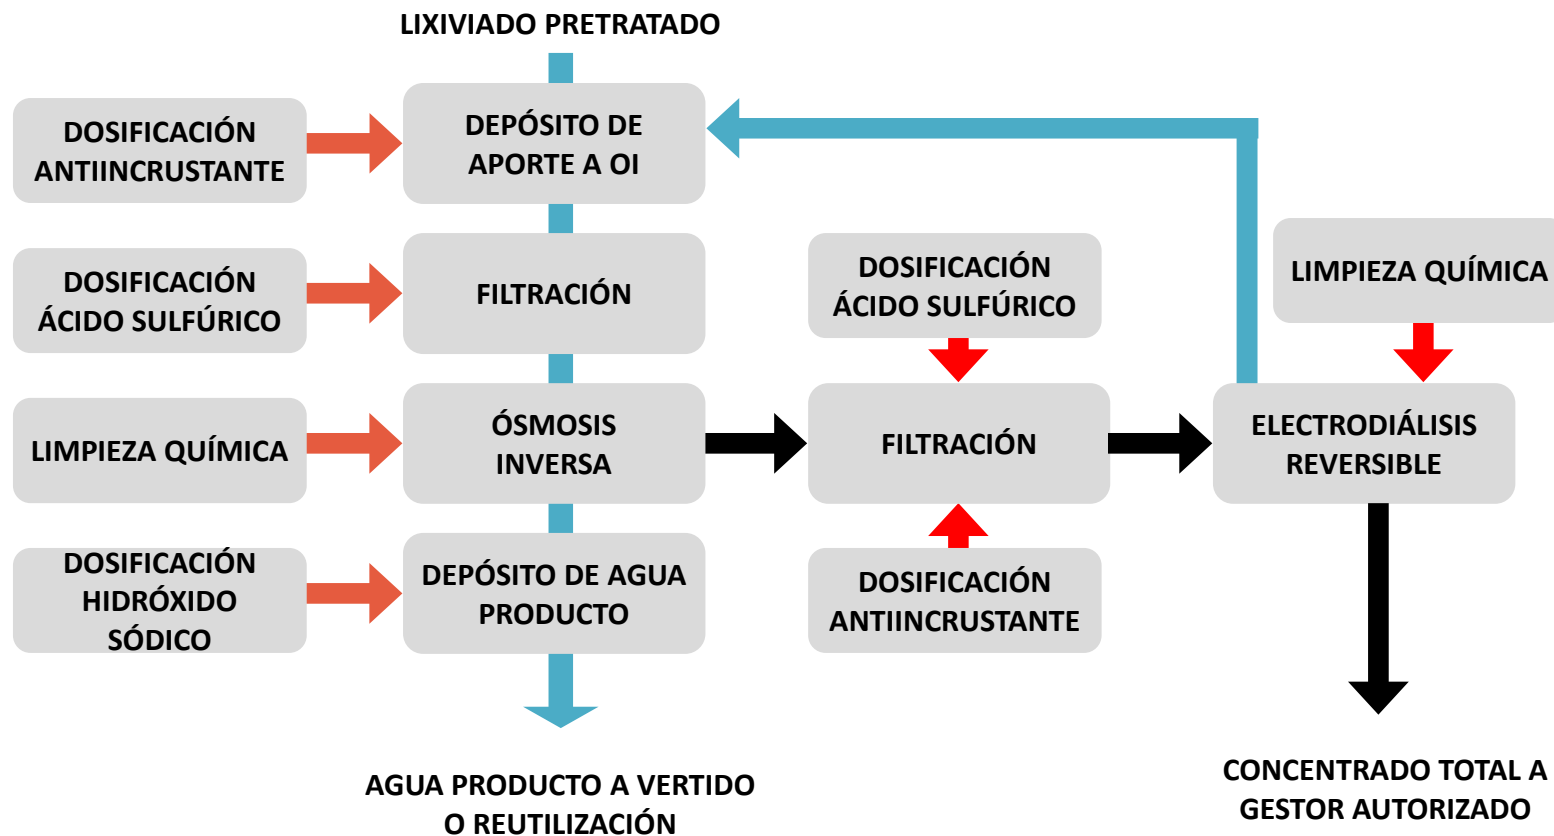 LIXIVIADO PRETRATADO
DOSIFICACIÓN
ANTIINCRUSTANTE
DEPÓSITO DE
APORTE A OI
DOSIFICACIÓN
ÁCIDO SULFÚRICO
FILTRACIÓN
DOSIFICACIÓN
ÁCIDO SULFÚRICO
LIMPIEZA QUÍMICA
LIMPIEZA QUÍMICA
ÓSMOSIS
INVERSA
FILTRACIÓN
ELECTRODIÁLISIS
REVERSIBLE
DOSIFICACIÓN
HIDRÓXIDO
SÓDICO
DEPÓSITO DE AGUA
PRODUCTO
DOSIFICACIÓN
ANTIINCRUSTANTE
AGUA PRODUCTO A VERTIDO
O REUTILIZACIÓN
CONCENTRADO TOTAL A
GESTOR AUTORIZADO